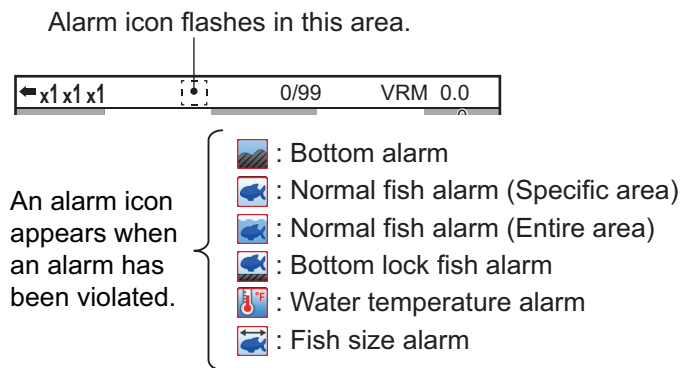 Alarm icon flashes in this area.
x1 x1 x1 0/99 VRM 0.0
An alarm icon
appears when
an alarm has
been violated.
: Bottom alarm
: Normal fish alarm (Specific area)
: Normal fish alarm (Entire area)
: Bottom lock fish alarm
°F : Water temperature alarm
: Fish size alarm